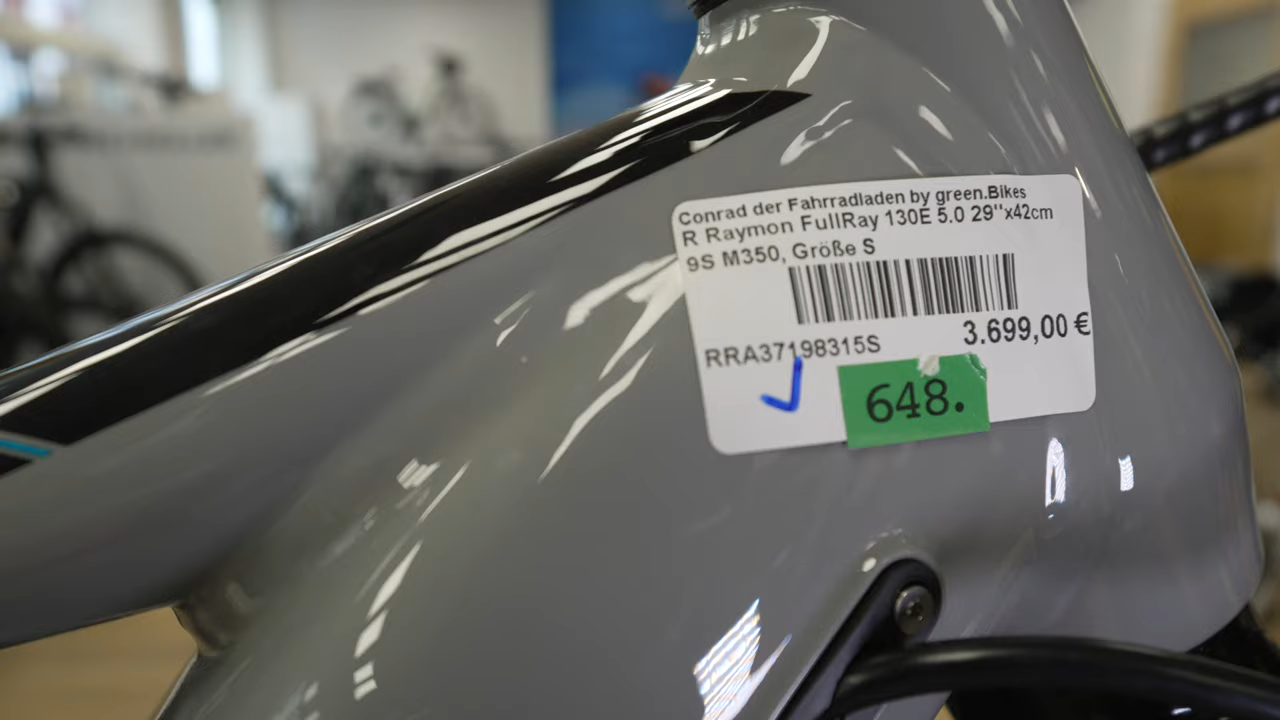 Conrad der Fahrradladen by green.Bikes
R Raymon FullRay 130E 5.0 29''x42cm
9S M350, Größe S
3.699,00 €
RRA37198315S
648.